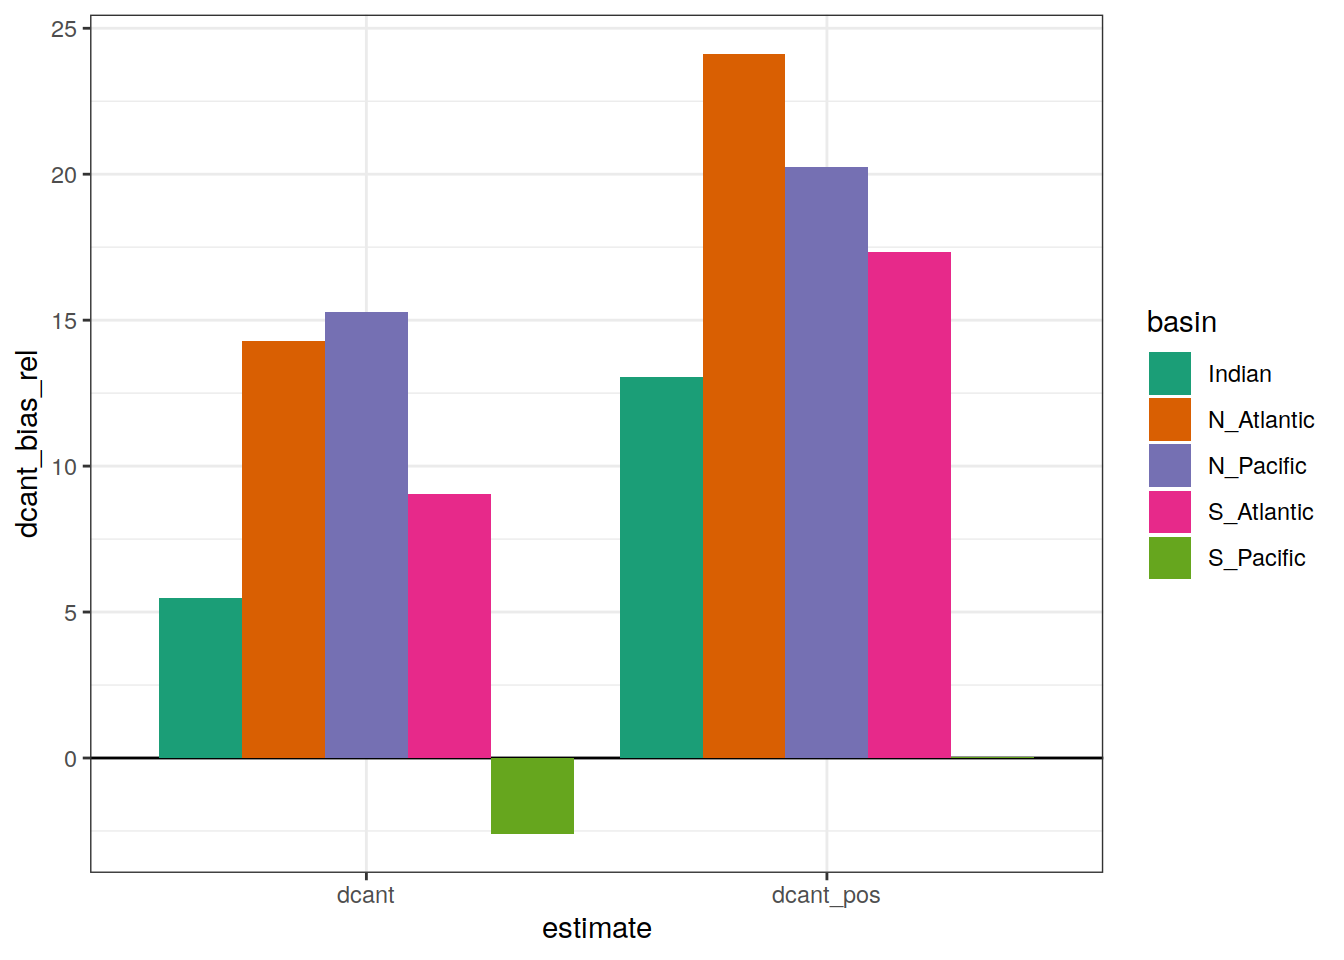 25
20
15
10
5
0
dcant_bias_rel
dcant
dcant_pos
estimate
basin
Indian
N_Atlantic
N_Pacific
S_Atlantic
S_Pacific